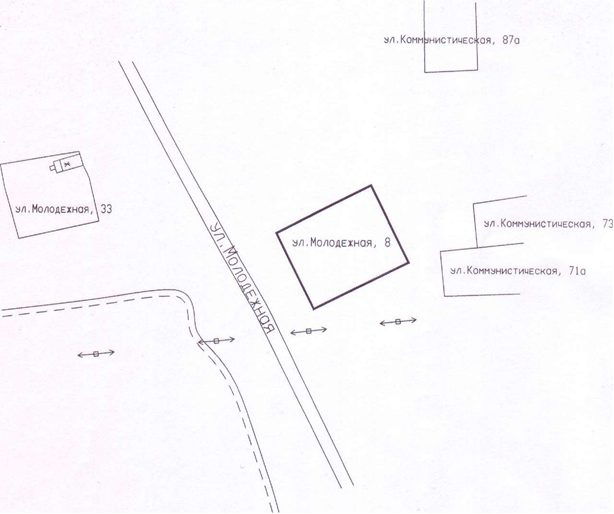 ул.Коммунистическая, 87а
м
ул.Молодежная, 33
ул.Коммунистическая, 73
ул.Молодежная
ул.Молодежная, 8
ул.Коммунистическая, 71а